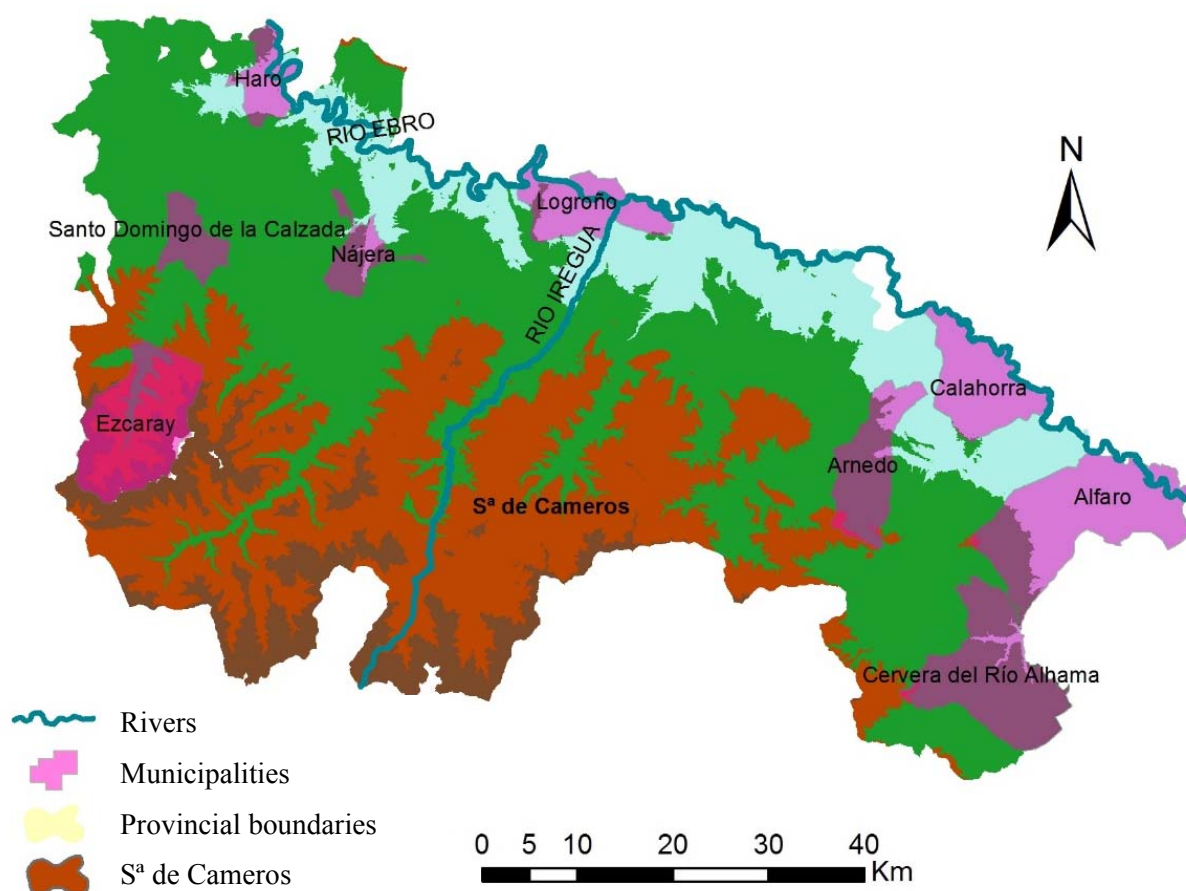 Haro
RIO EBRO
N
Logroño
Santo Domingo de la Calzada
Nájera
RIO IREGUA
Calahorra
Ezcaray
Arnedo
Alfaro
Sª de Cameros
Cervera del Río Alhama
Rivers
Municipalities
Provincial boundaries
Sª de Cameros
0 5 10 20 30 40
Km